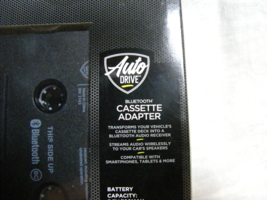 Auto
DRIVE
BLUETOOTH
CASSETTE
ADAPTER
TRANSFORMS YOUR VEHICLE'S
CASSETTE DECK INTO A
BLUETOOTH AUDIO RECEIVER
STREAMS AUDIO WIRELESSLY
TO YOUR CAR'S SPEAKERS
COMPATIBLE WITH
SMARTPHONES, TABLETS & MORE
BATTERY
CAPACITY:
THIS SIDE UP
Bluetooth